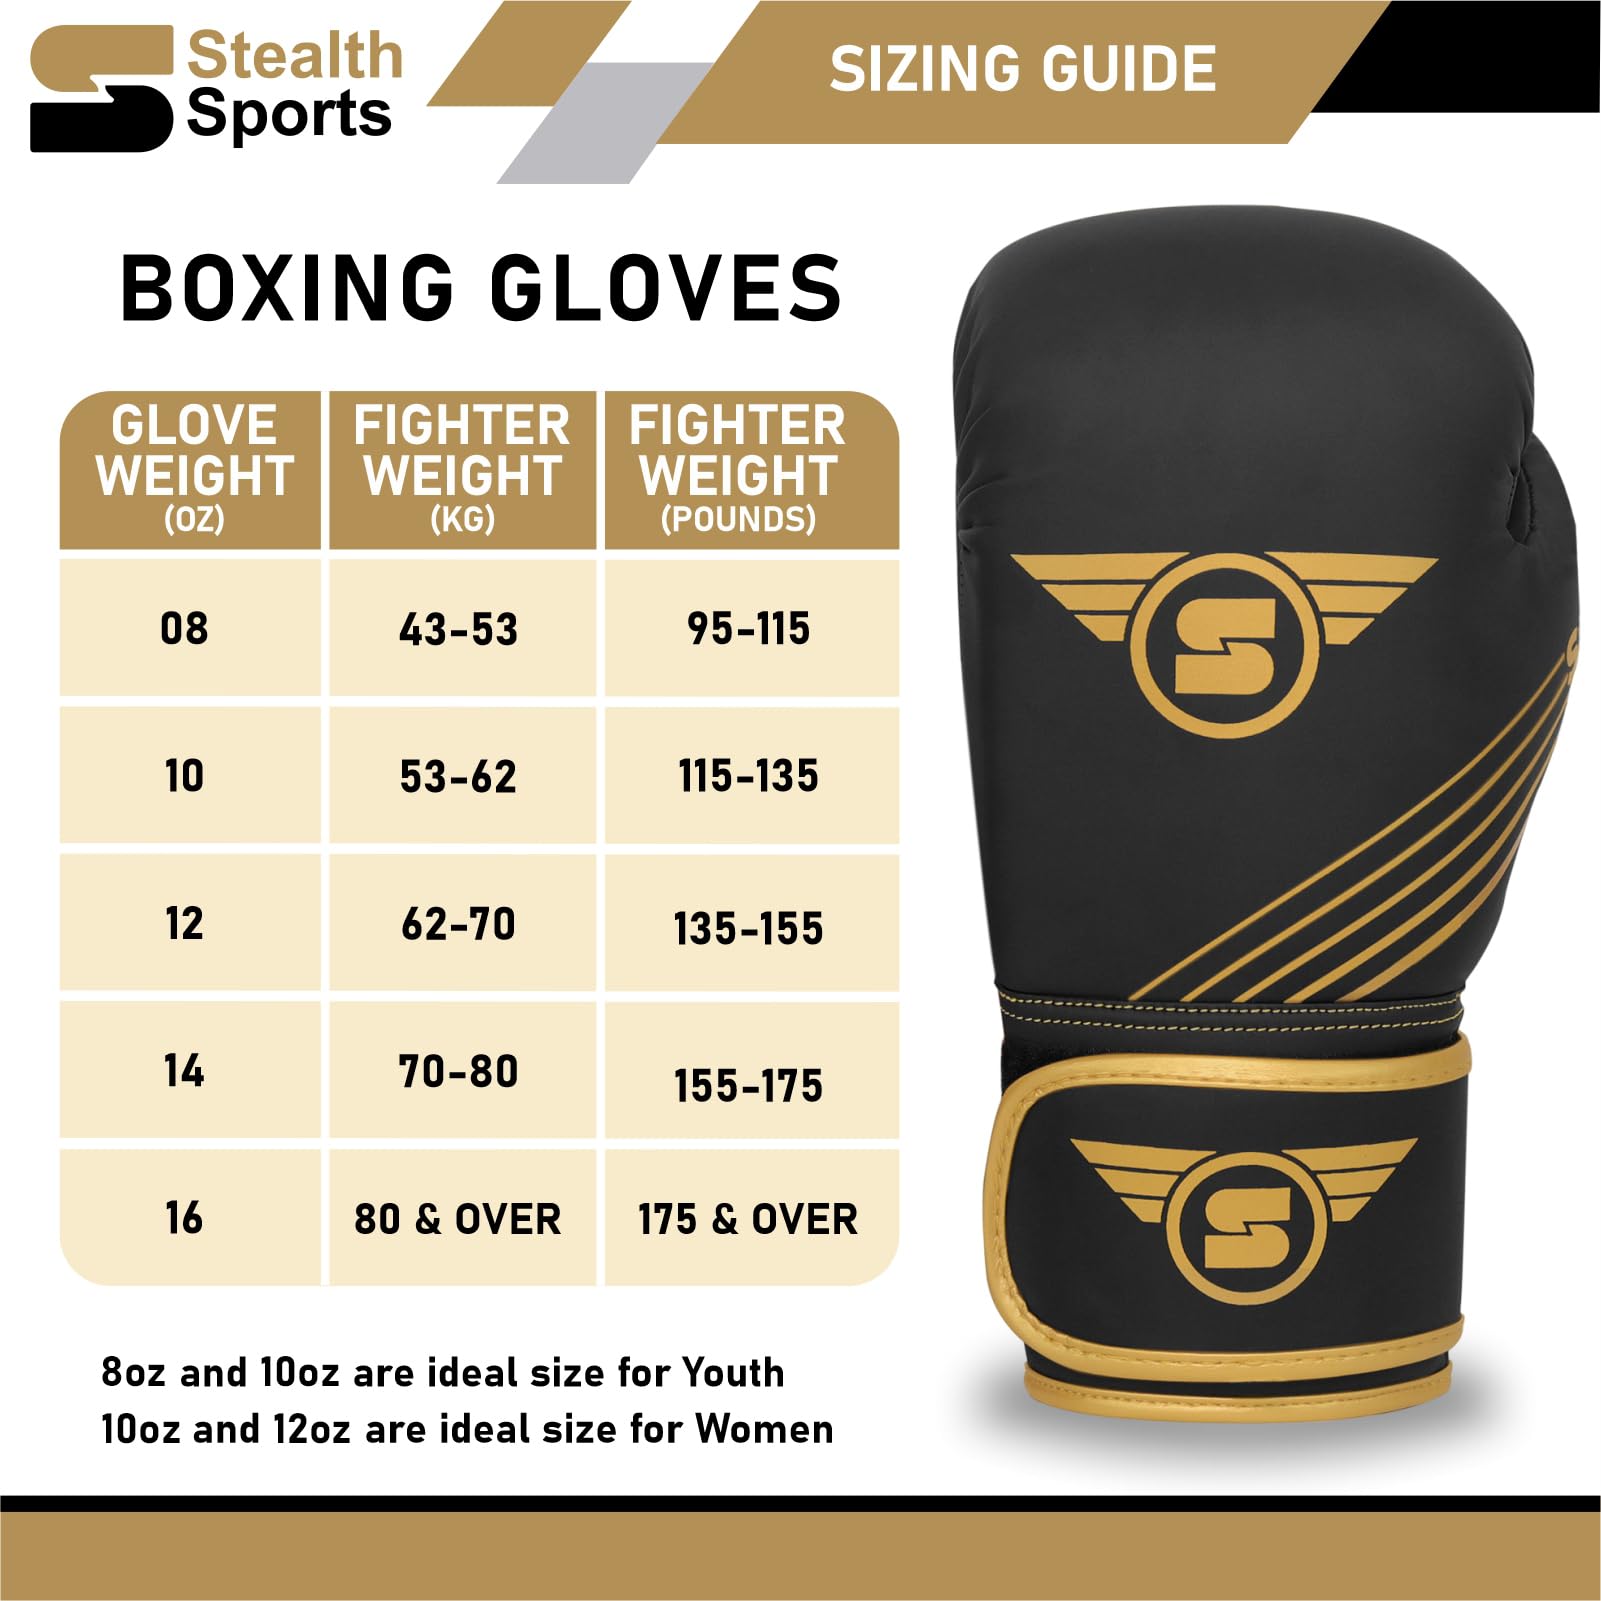 Stealth
Sports
SIZING GUIDE
BOXING GLOVES
GLOVE WEIGHT (OZ) FIGHTER WEIGHT (KG) FIGHTER WEIGHT (POUNDS)
08 43-53 95-115
10 53-62 115-135
12 62-70 135-155
14 70-80 155-175
16 80 & OVER 175 & OVER
8oz and 10oz are ideal size for Youth
10oz and 12oz are ideal size for Women